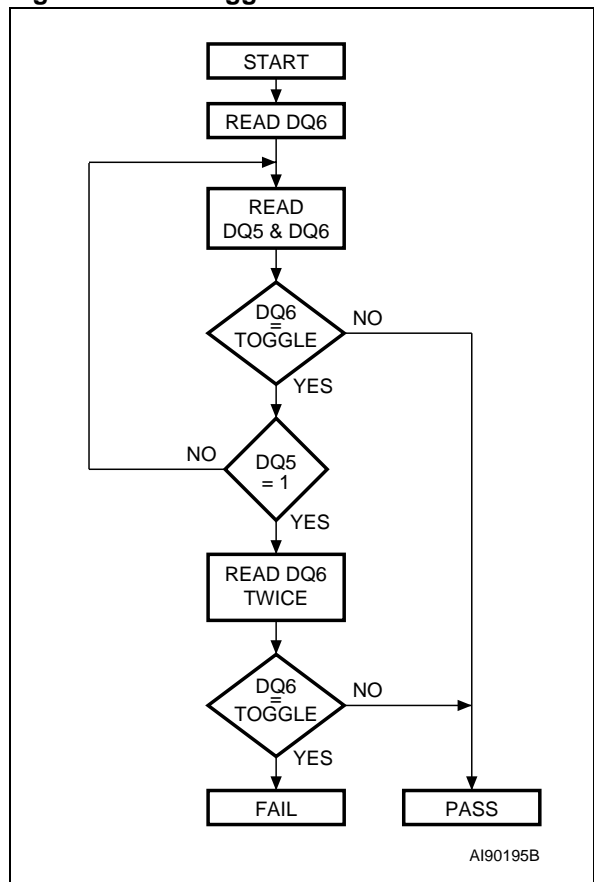 START
READ DQ6
READ
DQ5 & DQ6
DQ6
=
TOGGLE
NO
YES
NO
DQ5
= 1
YES
READ DQ6
TWICE
DQ6
=
TOGGLE
NO
YES
FAIL
PASS
AI90195B